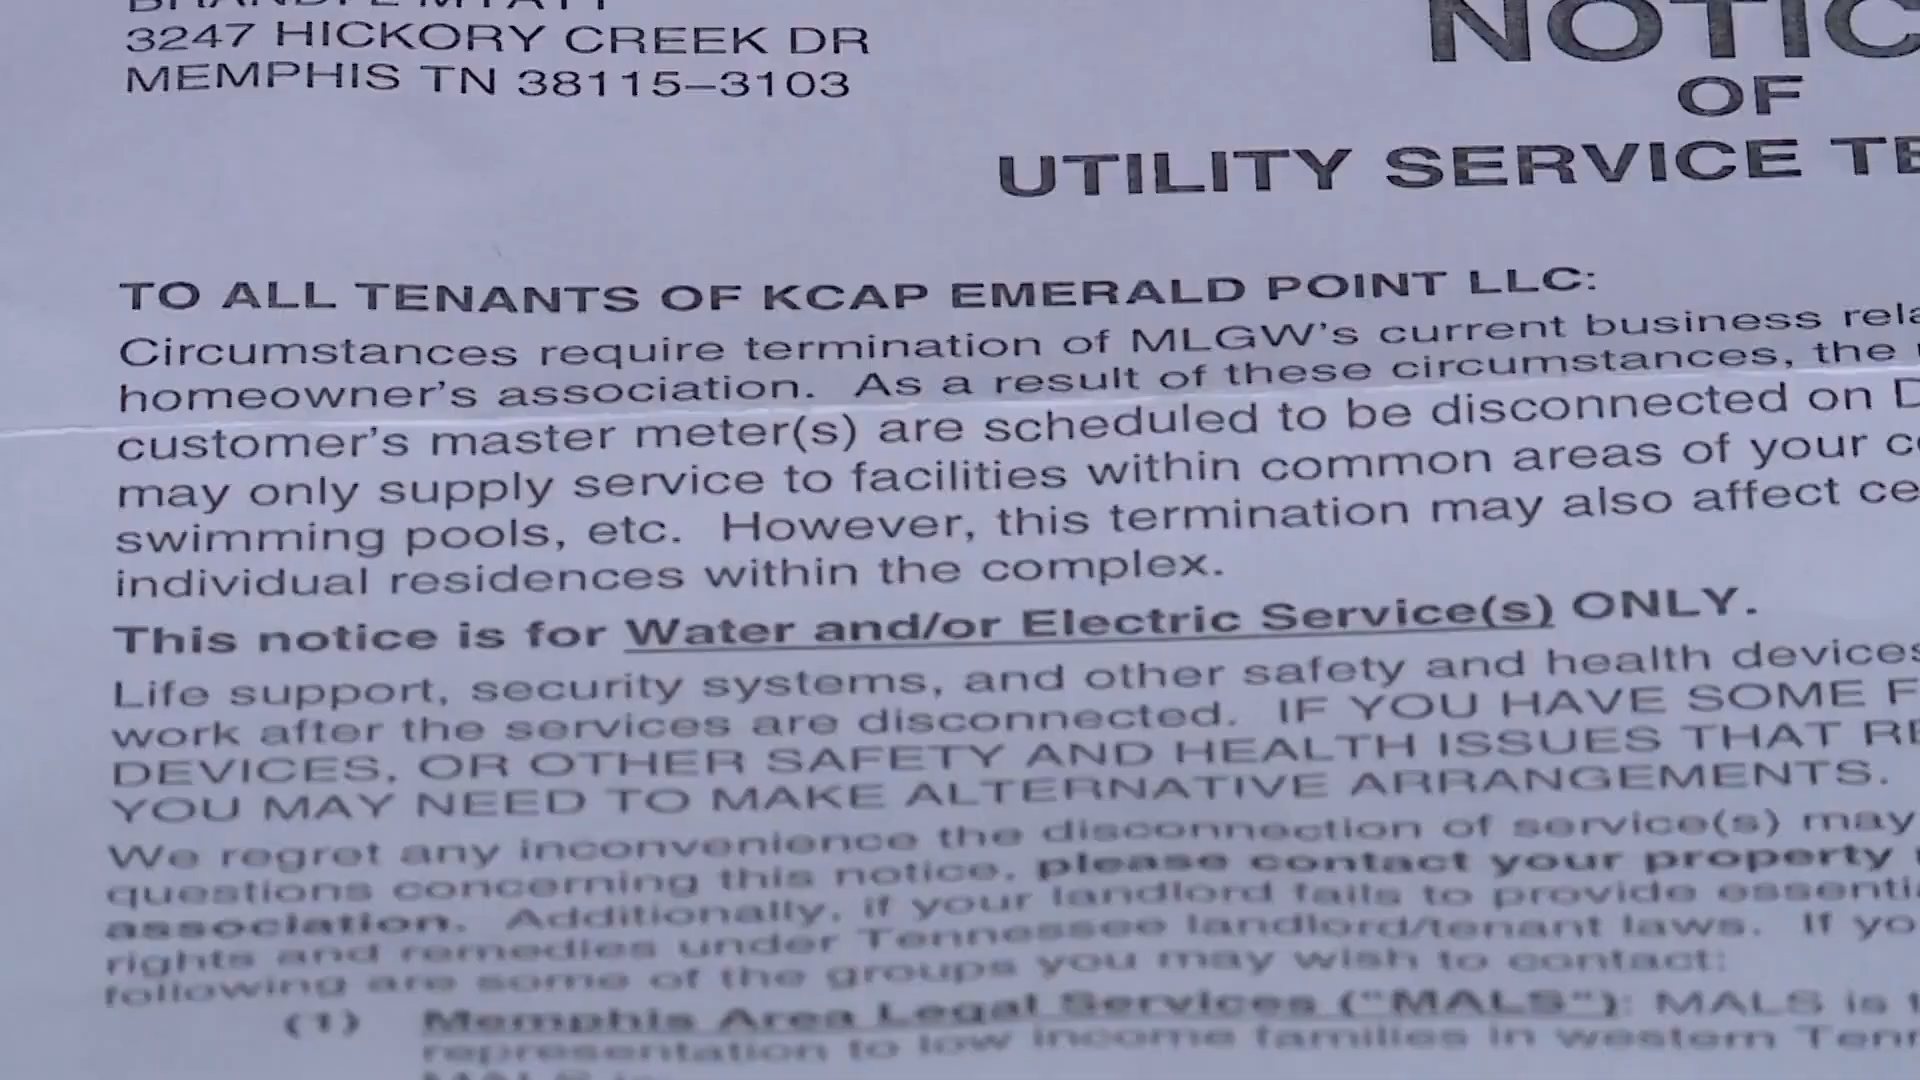 3247 HICKORY CREEK DR
MEMPHIS TN 38115-3103
NOTIC
OF
UTILITY SERVICE TE
TO ALL TENANTS OF KCAP EMERALD POINT LLC:
Circumstances require termination of MLGW's current business rela
homeowner's association. As a result of these circumstances, the
customer's master meter(s) are scheduled to be disconnected on D
may only supply service to facilities within common areas of your c
swimming pools, etc. However, this termination may also affect ce
individual residences within the complex.
This notice is for Water and/or Electric Service(s) ONLY.
Life support, security systems, and other safety and health devices
work after the services are disconnected. IF YOU HAVE SOME F
DEVICES, OR OTHER SAFETY AND HEALTH ISSUES THAT RE
YOU MAY NEED TO MAKE ALTERNATIVE ARRANGEMENTS.
We regret any inconvenience the disconnection of service(s) may
questions concerning this notice, please contact your property
association. Additionally, if your landlord fails to provide essenti
rights and remedies under Tennessee landlord/tenant laws. If yo
following are some of the groups you may wish to contact:
(1) Memphis Area Legal Services ("MALS"): MALS is t
representation to low income families in western Tenn